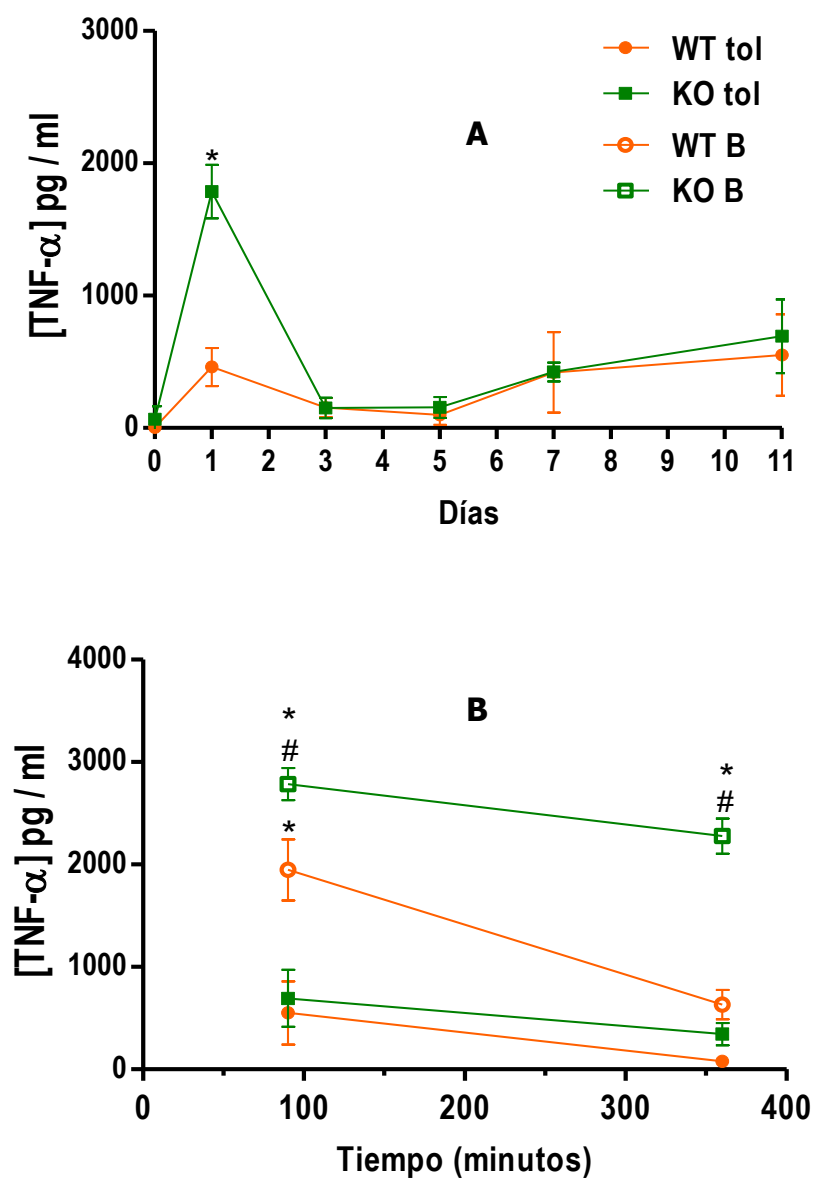 3000
2000
1000
0
[TNF-α] pg / ml
WT tol
KO tol
WT B
KO B
A
*
0 1 2 3 4 5 6 7 8 9 10 11
Días
4000
3000
2000
1000
0
[TNF-α] pg / ml
B
*
#
*
*
#
0 100 200 300 400
Tiempo (minutos)